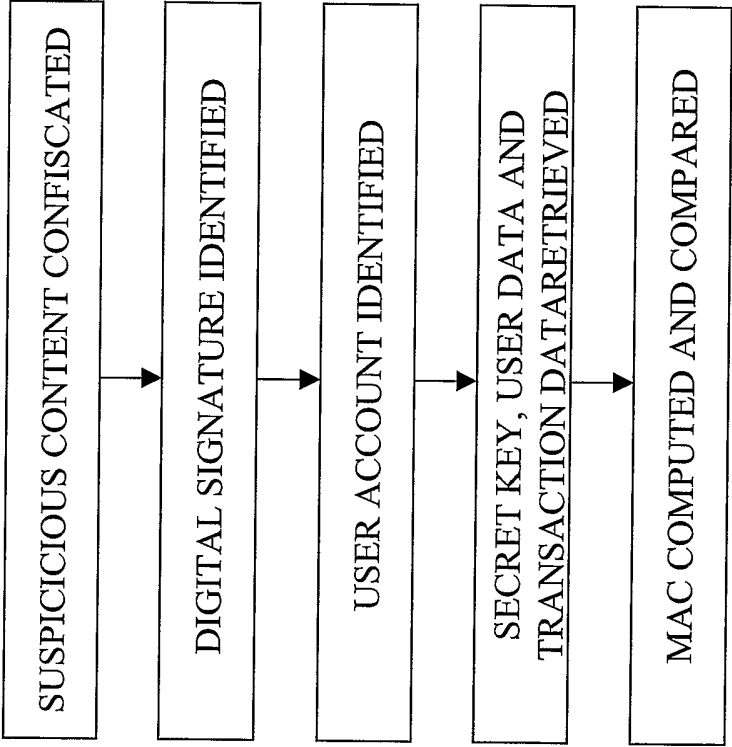 SUSPICICIOUS CONTENT CONFISCATED
DIGITAL SIGNATURE IDENTIFIED
USER ACCOUNT IDENTIFIED
SECRET KEY, USER DATA AND
TRANSACTION DATARETRIEVED
MAC COMPUTED AND COMPARED